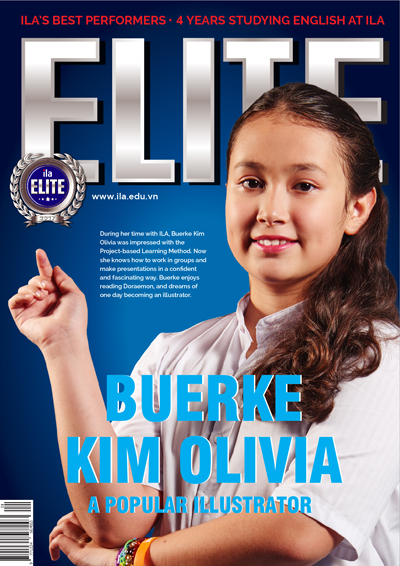 ILA'S BEST PERFORMERS • 4 YEARS STUDYING ENGLISH AT ILA
ELITE
ila
ELITE
www.ila.edu.vn
During her time with ILA, Buerke Kim
Olivia was impressed with the
Project-based Learning Method. Now
she knows how to work in groups and
make presentations in a confident
and fascinating way. Buerke enjoys
reading Doraemon, and dreams of
one day becoming an illustrator.
BUERKE
KIM OLIVIA
A POPULAR ILLUSTRATOR